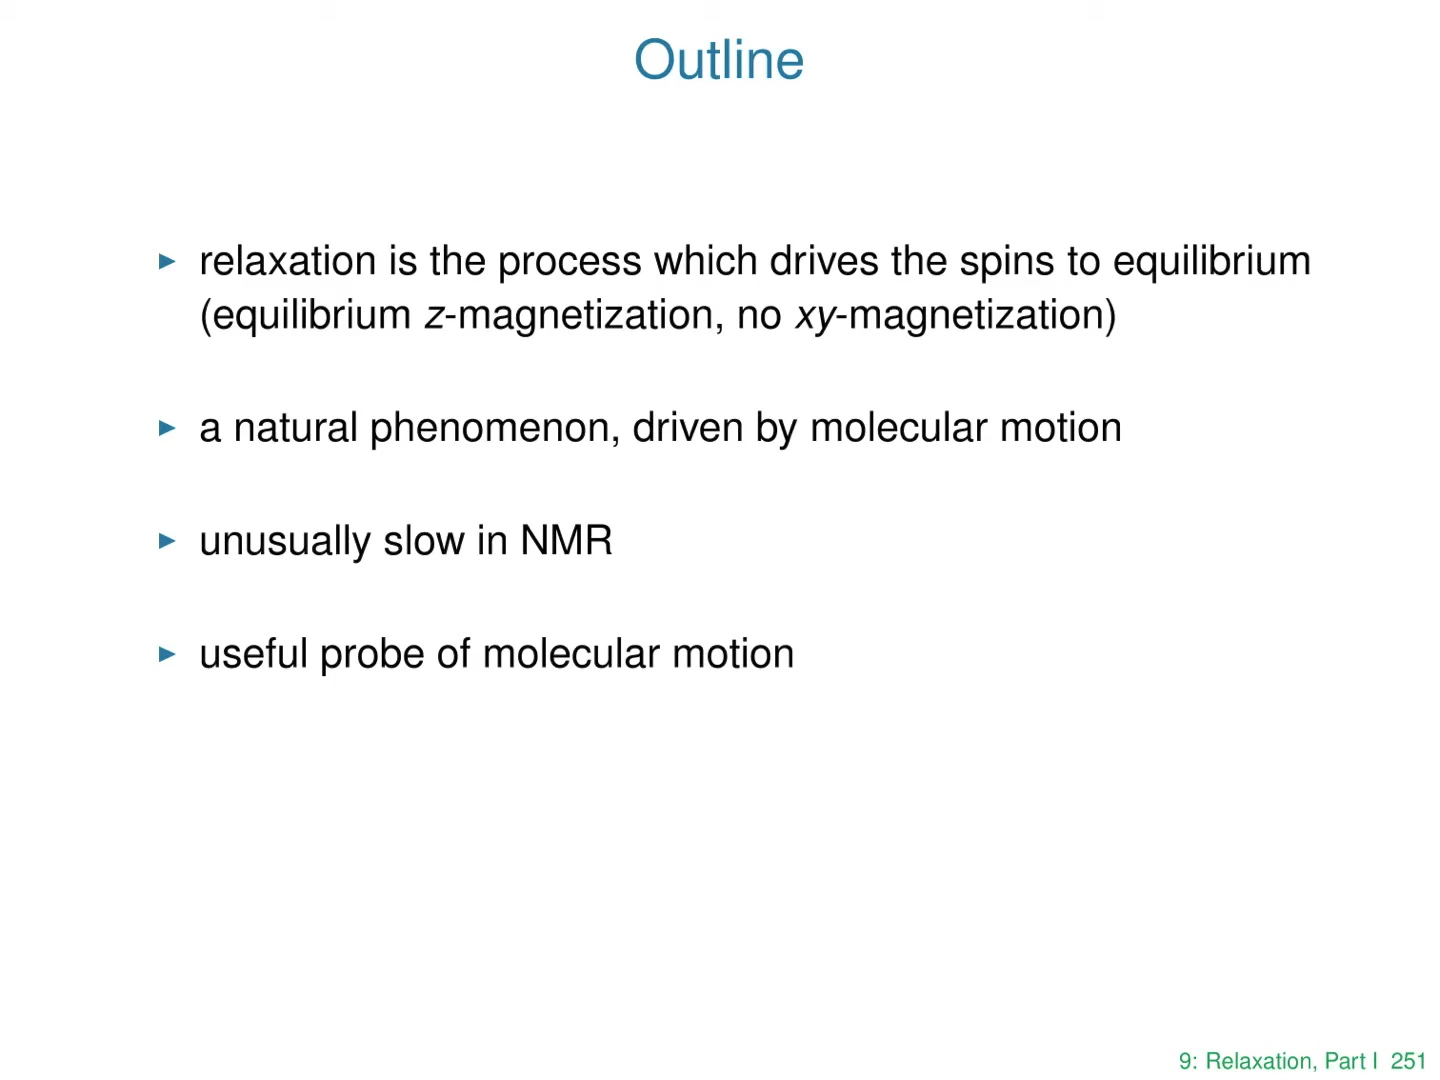 Outline
▶ relaxation is the process which drives the spins to equilibrium
(equilibrium z-magnetization, no xy-magnetization)
▶ a natural phenomenon, driven by molecular motion
▶ unusually slow in NMR
▶ useful probe of molecular motion
9: Relaxation, Part I 251